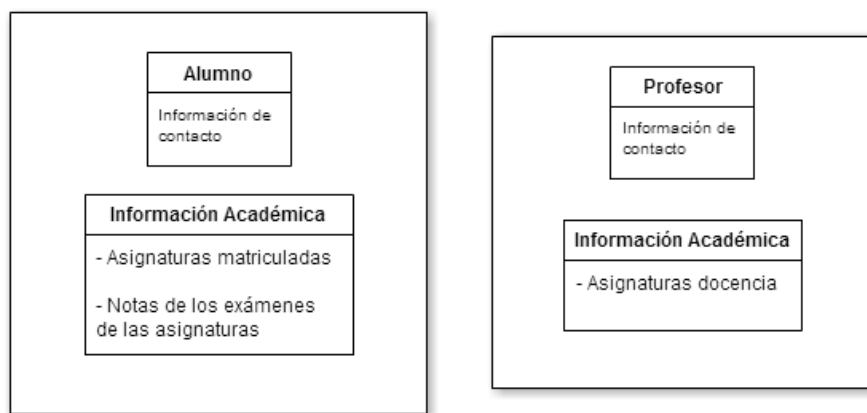 Alumno
Información de
contacto
Información Académica
- Asignaturas matriculadas
- Notas de los exámenes
de las asignaturas
Profesor
Información de
contacto
Información Académica
- Asignaturas docencia